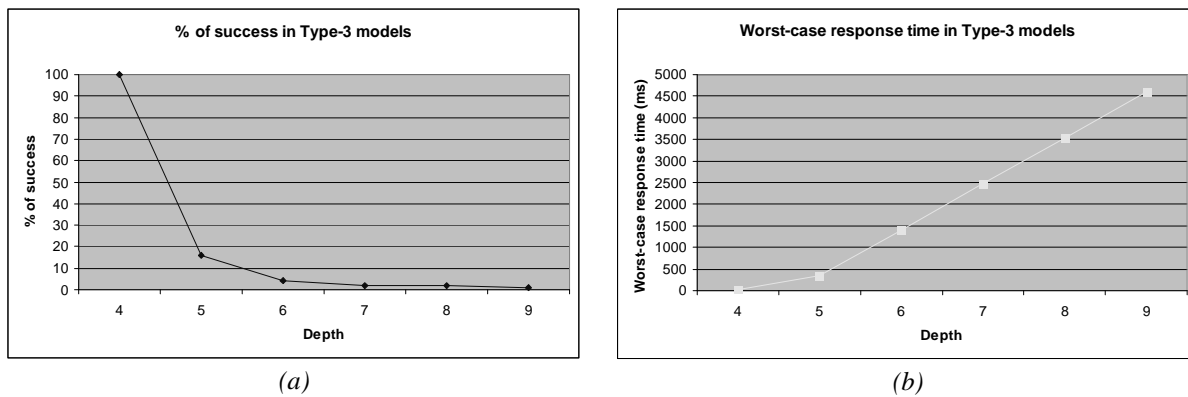 % of success in Type-3 models
100
90
80
70
60
50
40
30
20
10
0
% of success
4 5 6 7 8 9
Depth
(a)
Worst-case response time in Type-3 models
5000
4500
4000
3500
3000
2500
2000
1500
1000
500
0
Worst-case response time (ms)
4 5 6 7 8 9
Depth
(b)